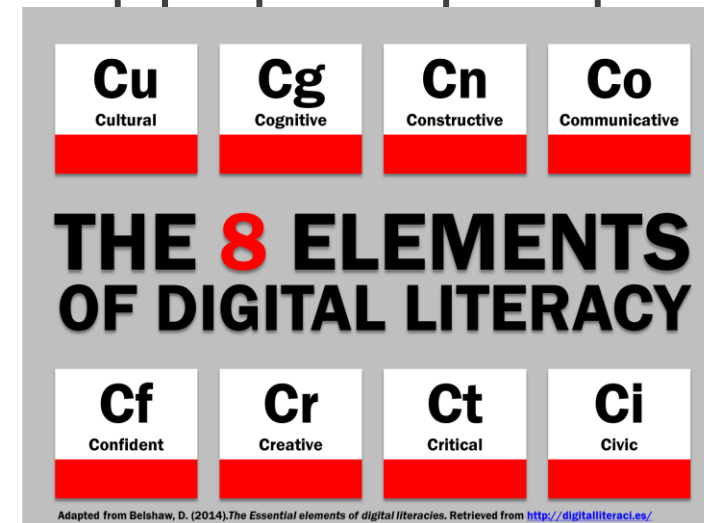 Cu Cg Cn Co
Cultural Cognitive Constructive Communicative
THE 8 ELEMENTS
OF DIGITAL LITERACY
Cf Cr Ct Ci
Confident Creative Critical Civic
Adapted from Belshaw, D. (2014).The Essential elements of digital literacies. Retrieved from http://digitalliteraci.es/